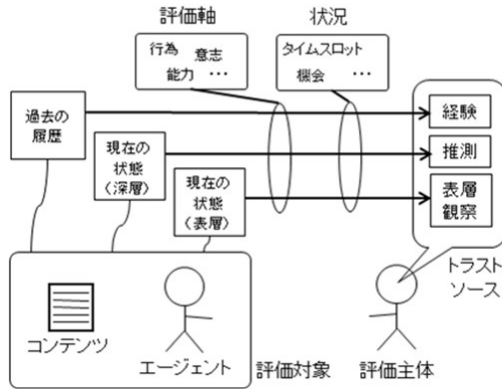 評価軸
状況
行為 意志
能力 …
タイムスロット
機会 …
過去の
履歴
現在の
状態
（深層）
現在の
状態
（表層）
経験
推測
表層
観察
トラスト
ソース
コンテンツ
エージェント
評価対象
評価主体